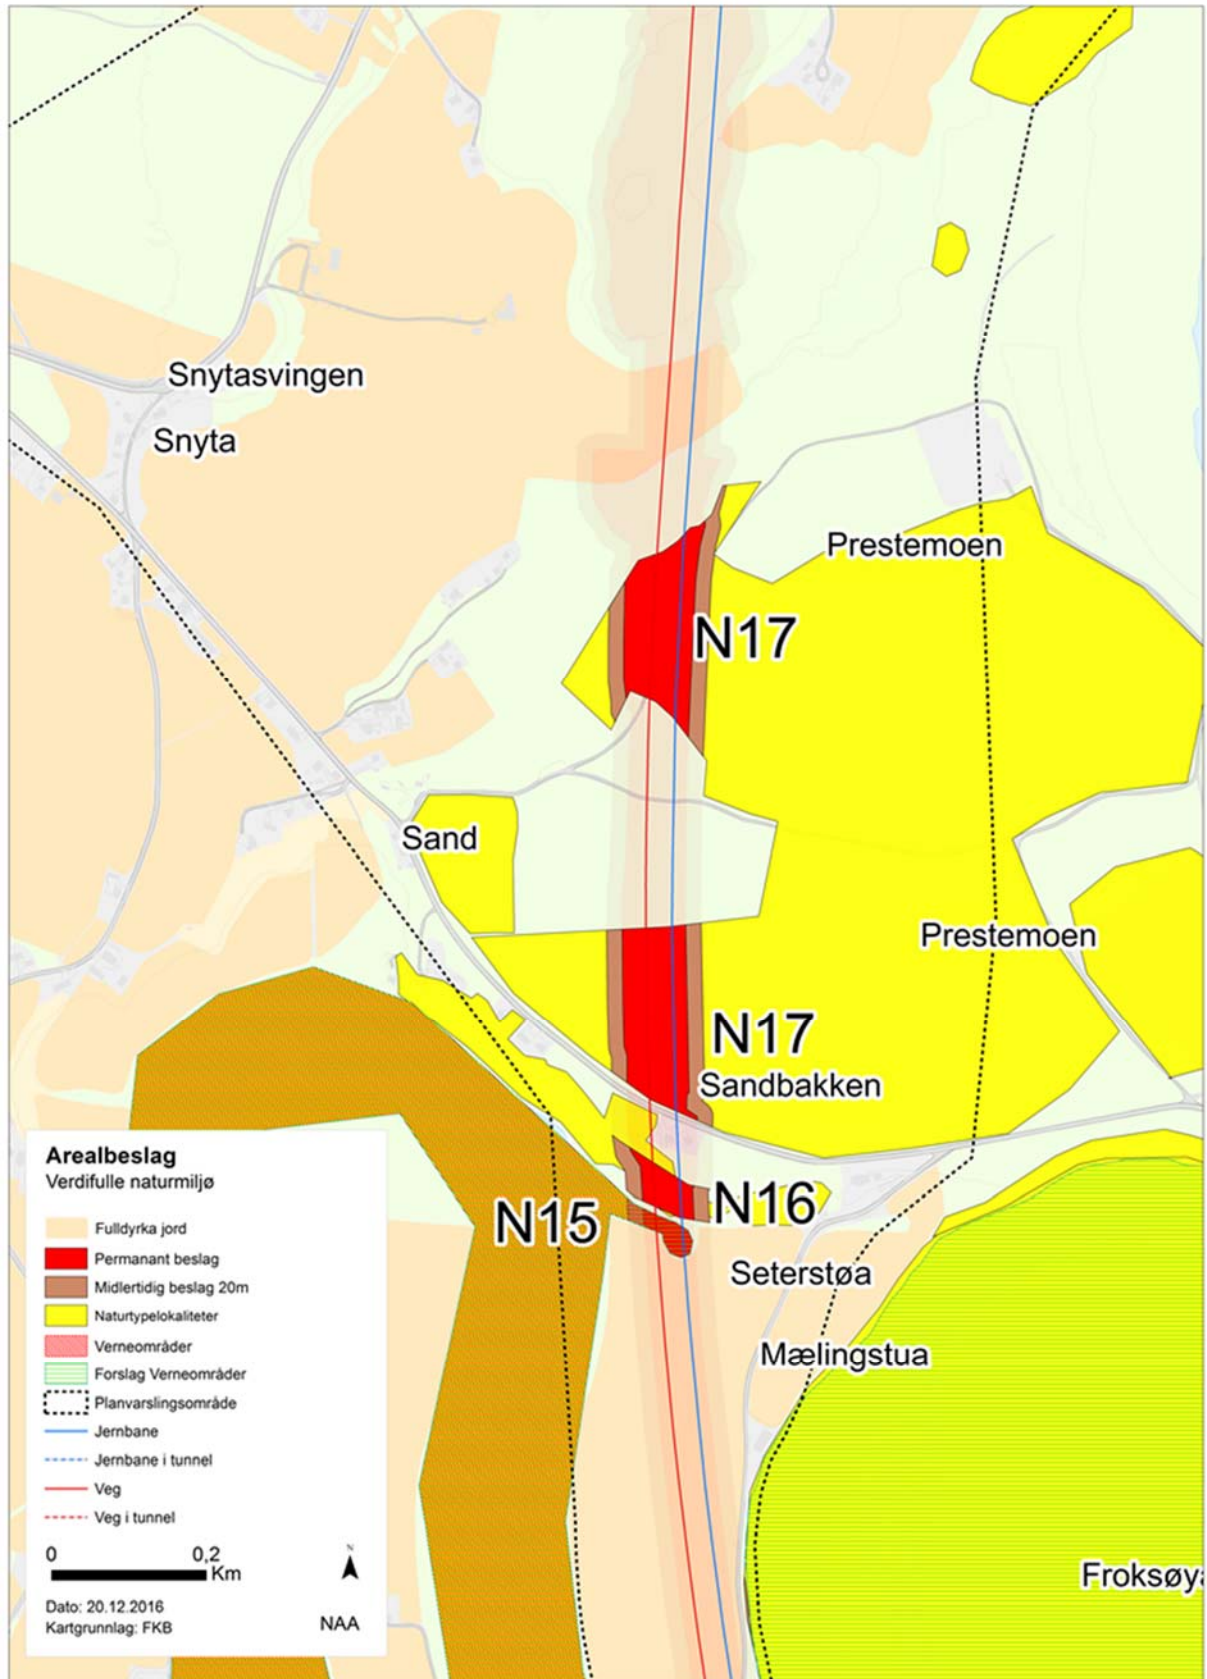 Snytasvingen
Snyta
Prestemoen
N17
Sand
Prestemoen
N17
Sandbakken
N15
N16
Seterstøa
Mælingstua
Froksøy
Arealbeslag
Verdifulle naturmiljø
Fulldyrka jord
Permanant beslag
Midlertidig beslag 20m
Naturtypelokaliteter
Verneområder
Forslag Verneområder
Planvarslingsområde
Jernbane
Jernbane i tunnel
Veg
Veg i tunnel
0 0,2
Km
N
Dato: 20.12.2016
Kartgrunnlag: FKB
NAA